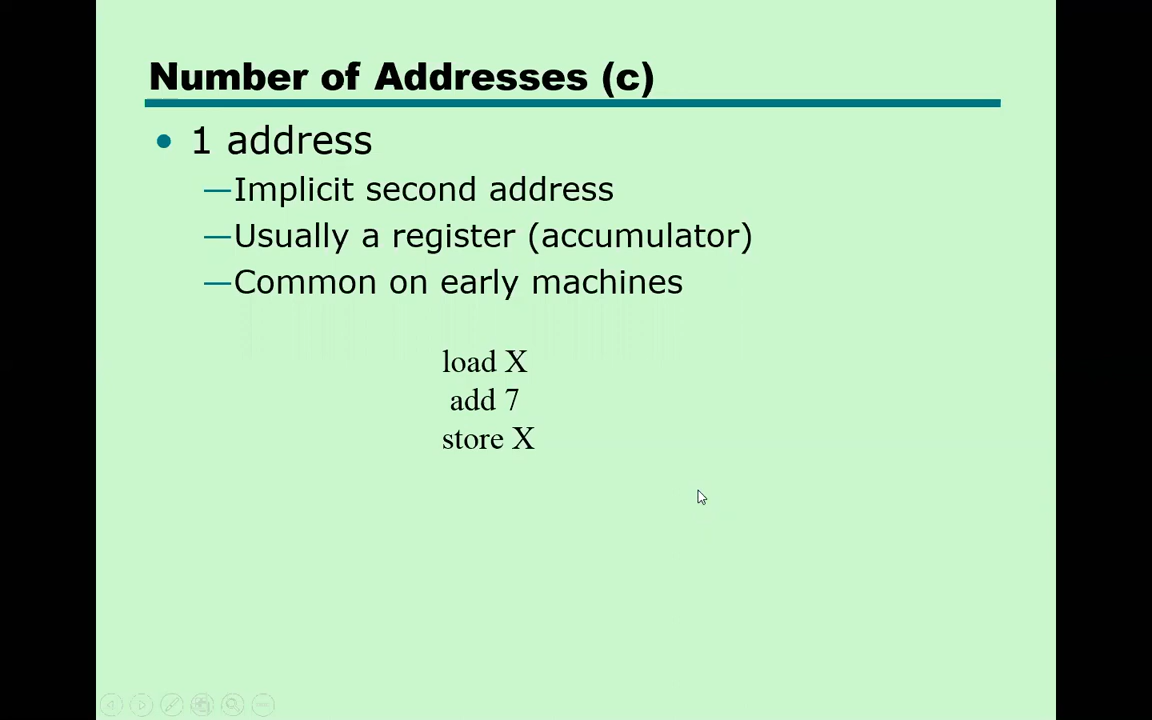 Number of Addresses (c)
• 1 address
—Implicit second address
—Usually a register (accumulator)
—Common on early machines
load X
add 7
store X